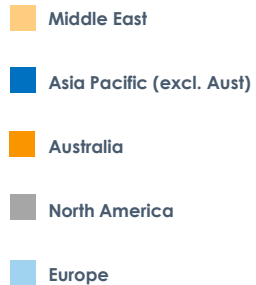 Middle East
Asia Pacific (excl. Aust)
Australia
North America
Europe